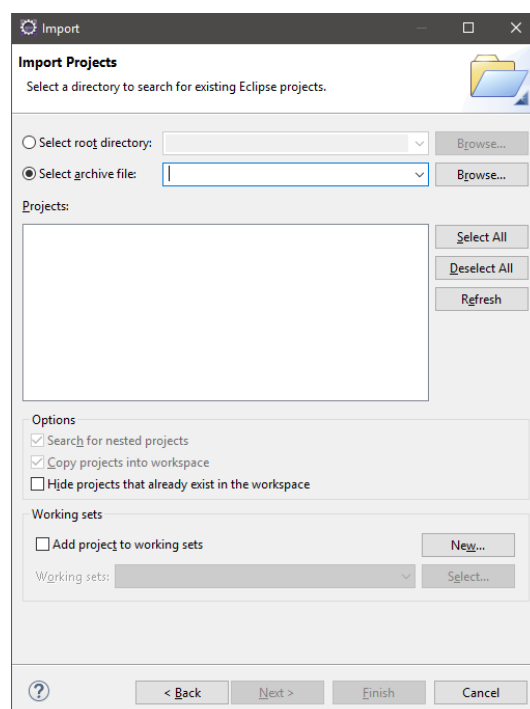 Import
Import Projects
Select a directory to search for existing Eclipse projects.
Select root directory: Browse...
Select archive file: Browse...
Projects:
Select All
Deselect All
Refresh
Options
Search for nested projects
Copy projects into workspace
Hide projects that already exist in the workspace
Working sets
Add project to working sets New...
Working sets: Select...
? < Back Next > Finish Cancel